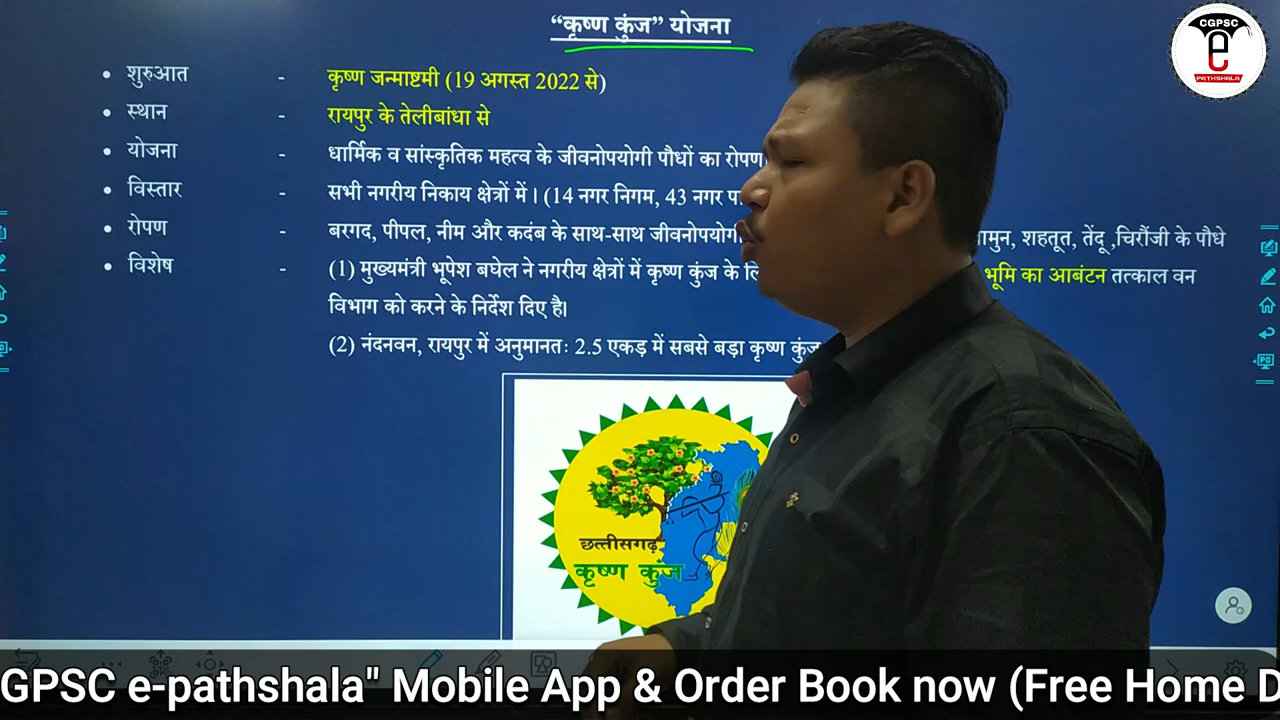 “कृष्ण कुंज” योजना
CGPSC
e
PATHSHALA
• शुरुआत - कृष्ण जन्माष्टमी (19 अगस्त 2022 से)
• स्थान - रायपुर के तेलीबांधा से
• योजना - धार्मिक व सांस्कृतिक महत्व के जीवनोपयोगी पौधों का रोपण
• विस्तार - सभी नगरीय निकाय क्षेत्रों में । (14 नगर निगम, 43 नगर
• रोपण - बरगद, पीपल, नीम और कदंब के साथ-साथ जीवनोपयोगी शहतूत, तेंदू ,चिरौंजी के पौधे
• विशेष - (1) मुख्यमंत्री भूपेश बघेल ने नगरीय क्षेत्रों में कृष्ण कुंज के भूमि का आबंटन तत्काल वन
विभाग को करने के निर्देश दिए है।
(2) नंदनवन, रायपुर में अनुमानतः 2.5 एकड़ में सबसे बड़ा कृष्ण कुंज
छत्तीसगढ़
कृष्ण कुंज
GPSC e-pathshala" Mobile App & Order Book now (Free Home D